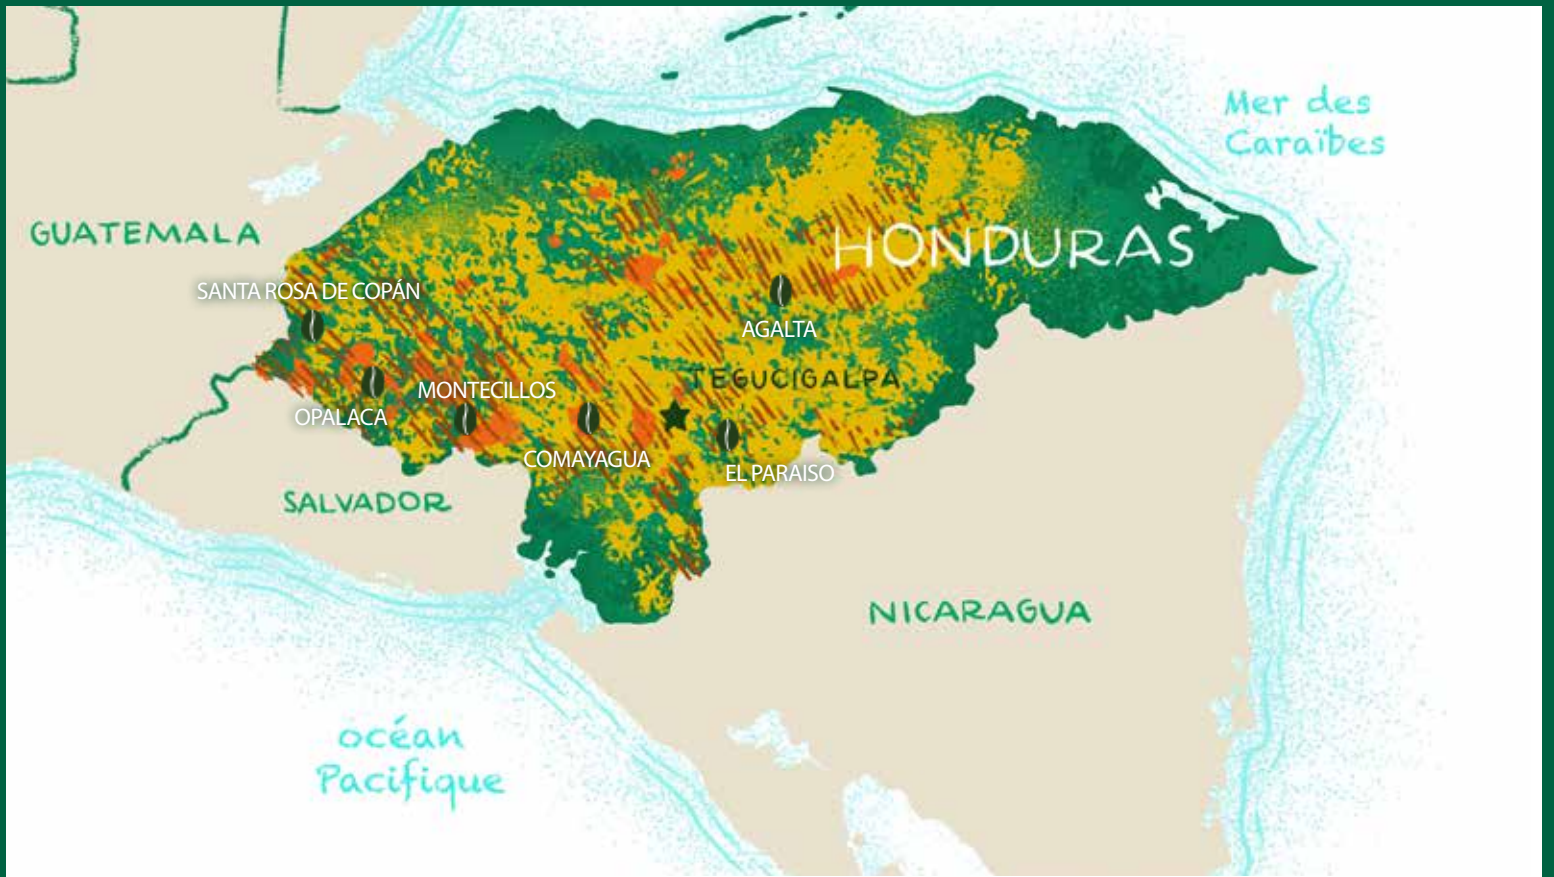 Mer des
Caraïbes
GUATEMALA
HONDURAS
SANTA ROSA DE COPÁN
AGALTA
TEGUCIGALPA
MONTECILLOS
OPALACA
COMAYAGUA
EL PARAISO
SALVADOR
NICARAGUA
océan
Pacifique